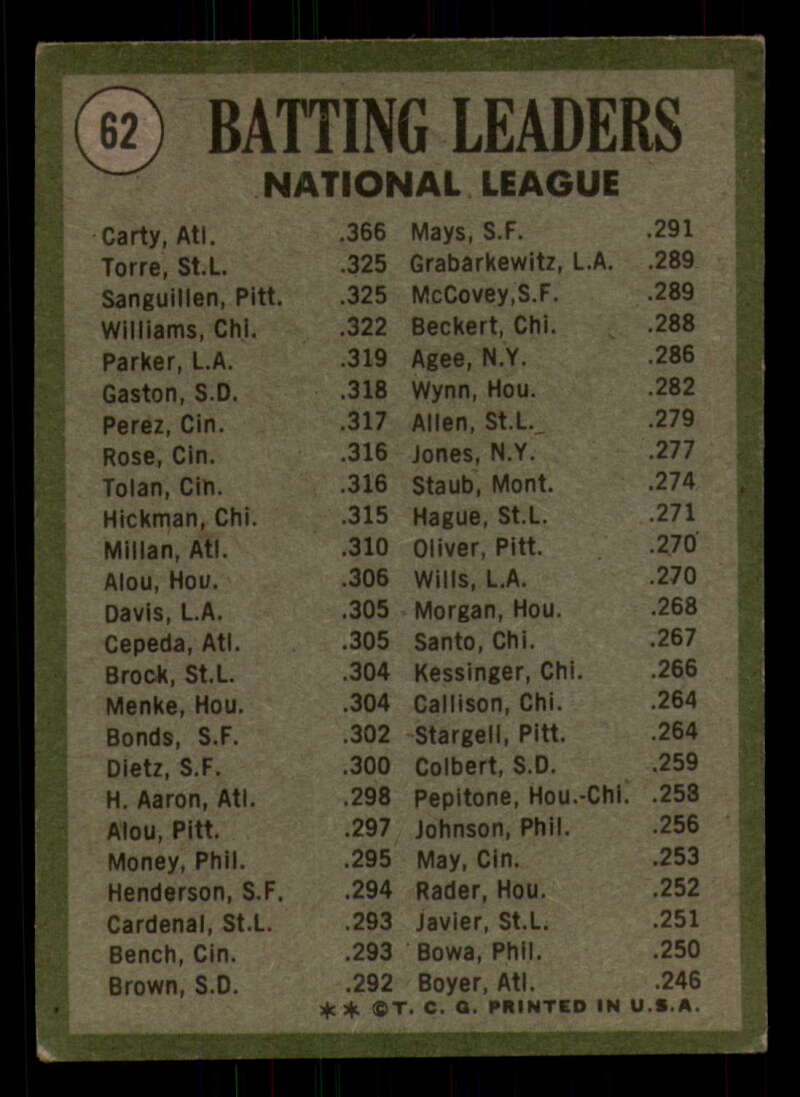 62
BATTING LEADERS
NATIONAL LEAGUE
Carty, Atl. .366
Torre, St.L. .325
Sanguillen, Pitt. .325
Williams, Chi. .322
Parker, L.A. .319
Gaston, S.D. .318
Perez, Cin. .317
Rose, Cin. .316
Tolan, Cin. .316
Hickman, Chi. .315
Millan, Atl. .310
Alou, Hou. .306
Davis, L.A. .305
Cepeda, Atl. .305
Brock, St.L. .304
Menke, Hou. .304
Bonds, S.F. .302
Dietz, S.F. .300
H. Aaron, Atl. .298
Alou, Pitt. .297
Money, Phil. .295
Henderson, S.F. .294
Cardenal, St.L. .293
Bench, Cin. .293
Brown, S.D. .292
Mays, S.F. .291
Grabarkewitz, L.A. .289
McCovey,S.F. .289
Beckert, Chi. .288
Agee, N.Y. .286
Wynn, Hou. .282
Allen, St.L. .279
Jones, N.Y. .277
Staub, Mont. .274
Hague, St.L. .271
Oliver, Pitt. .270
Wills, L.A. .270
Morgan, Hou. .268
Santo, Chi. .267
Kessinger, Chi. .266
Callison, Chi. .264
Stargell, Pitt. .264
Colbert, S.D. .259
Pepitone, Hou.-Chi. .258
Johnson, Phil. .256
May, Cin. .253
Rader, Hou. .252
Javier, St.L. .251
Bowa, Phil. .250
Boyer, Atl. .246
** ©T. C. G. PRINTED IN U.S.A.